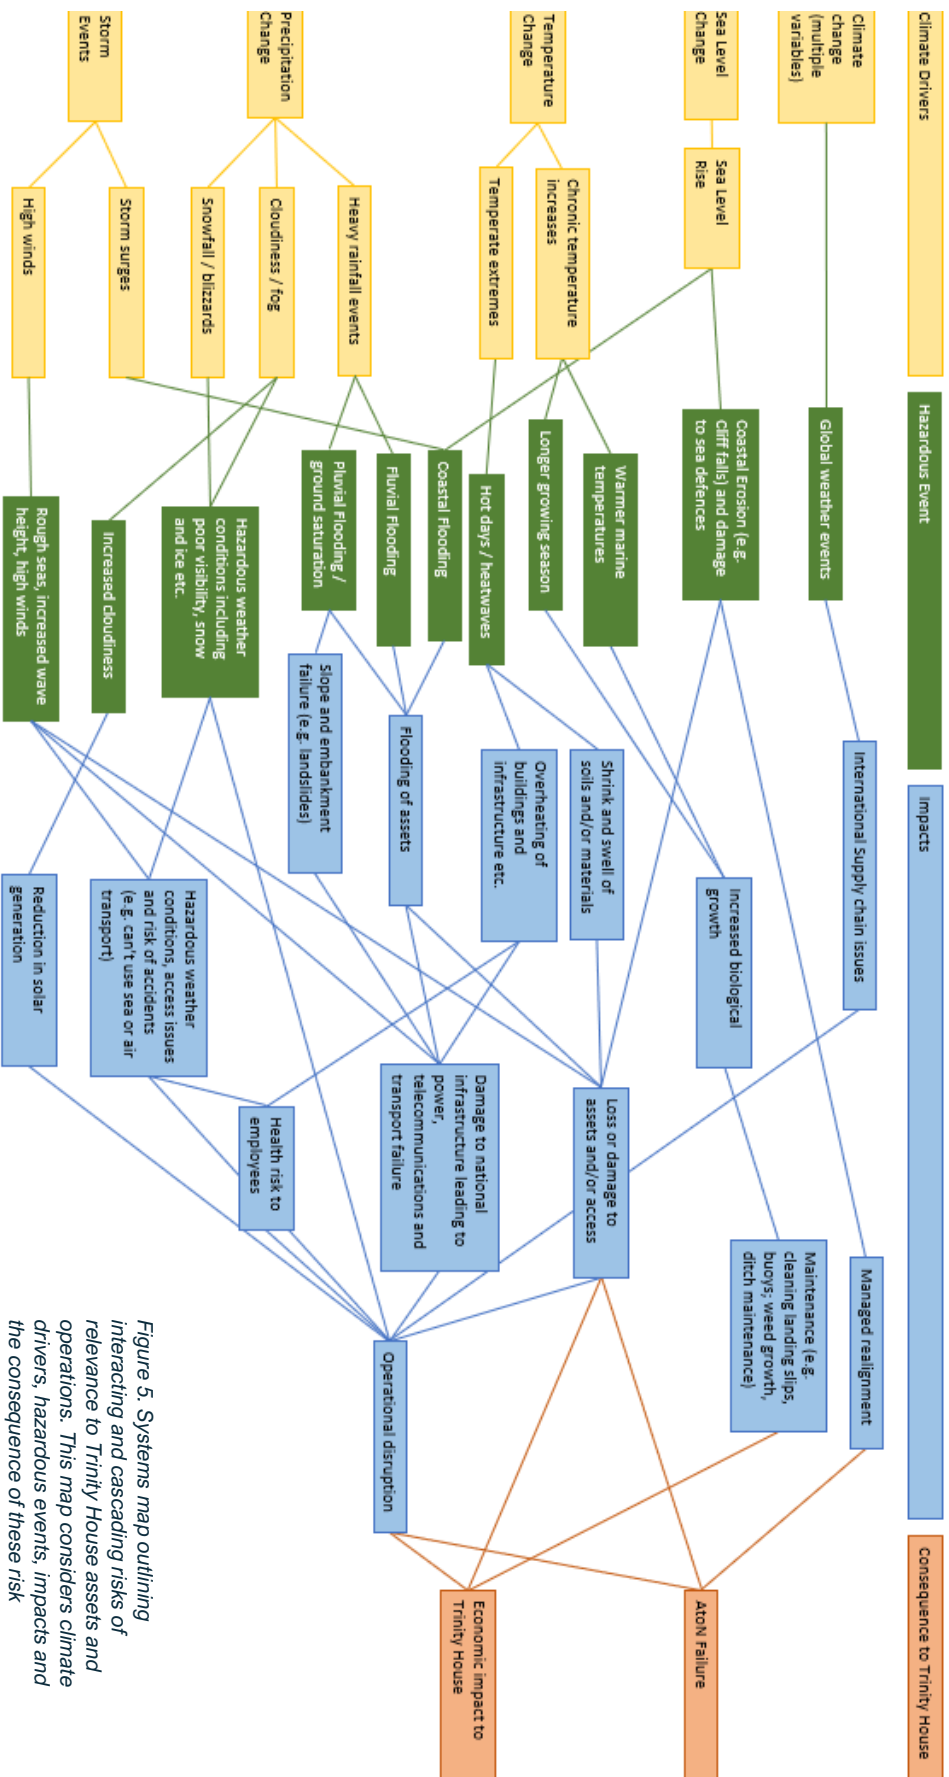 Climate Drivers
Hazardous Event
Impacts
Consequence to Trinity House
Climate
change
(multiple
variables)
Global weather events
International Supply chain issues
Managed realignment
Sea Level
Change
Sea Level
Rise
Coastal Erosion (e.g.
Cliff falls) and damage
to sea defences
Increased biological
growth
Maintenance (e.g.
cleaning landing slips,
buoys; weed growth,
ditch maintenance)
AtoN Failure
Temperature
Change
Chronic temperature
increases
Temperate extremes
Warmer marine
temperatures
Longer growing season
Hot days / heatwaves
Shrink and swell of
soils and/or materials
Overheating of
buildings and
infrastructure etc.
Loss or damage to
assets and/or access
Coastal Flooding
Fluvial Flooding
Pluvial Flooding /
ground saturation
Flooding of assets
Slope and embankment
failure (e.g. landslides)
Damage to national
infrastructure leading to
power,
telecommunications and
transport failure
Operational disruption
Economic impact to
Trinity House
Precipitation
Change
Heavy rainfall events
Cloudiness / fog
Snowfall / blizzards
Hazardous weather
conditions including
poor visibility, snow
and ice etc.
Health risk to
employees
Storm
Events
Storm surges
High winds
Increased cloudiness
Rough seas, increased wave
height, high winds
Hazardous weather
conditions, access issues
and risk of accidents
(e.g. can't use sea or air
transport)
Reduction in solar
generation
Figure 5. Systems map outlining
interacting and cascading risks of
relevance to Trinity House assets and
operations. This map considers climate
drivers, hazardous events, impacts and
the consequence of these risk